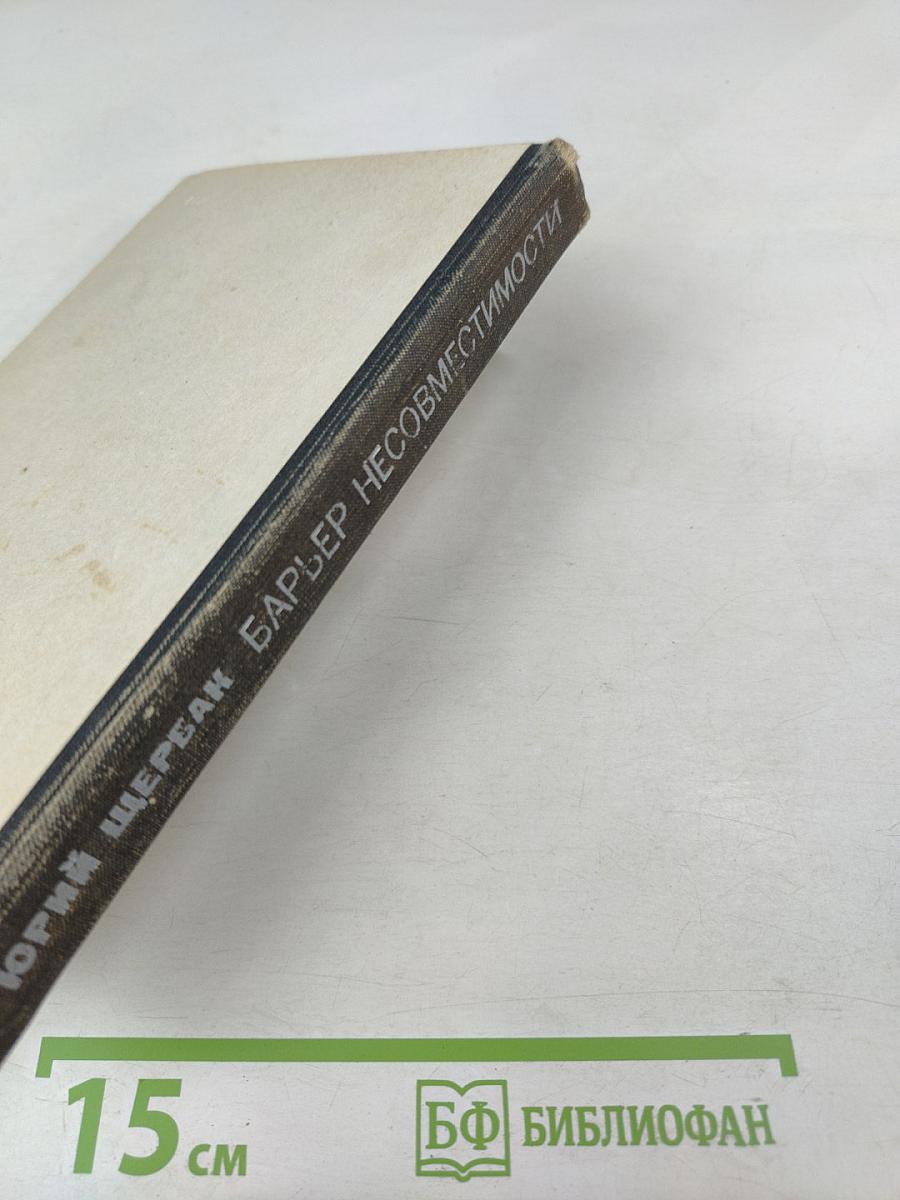 ЮРИЙ ЩЕРБАК БАРЬЕР НЕСОВМЕСТИМОСТИ
15 см
БФ БИБЛИОФАН